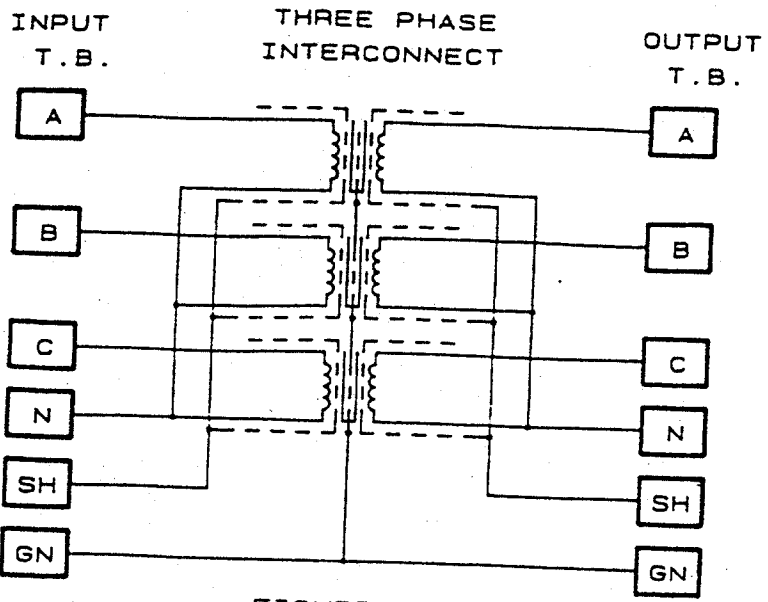 INPUT
T.B.
THREE PHASE
INTERCONNECT
OUTPUT
T.B.
A
A
B
B
C
C
N
N
SH
SH
GN
GN